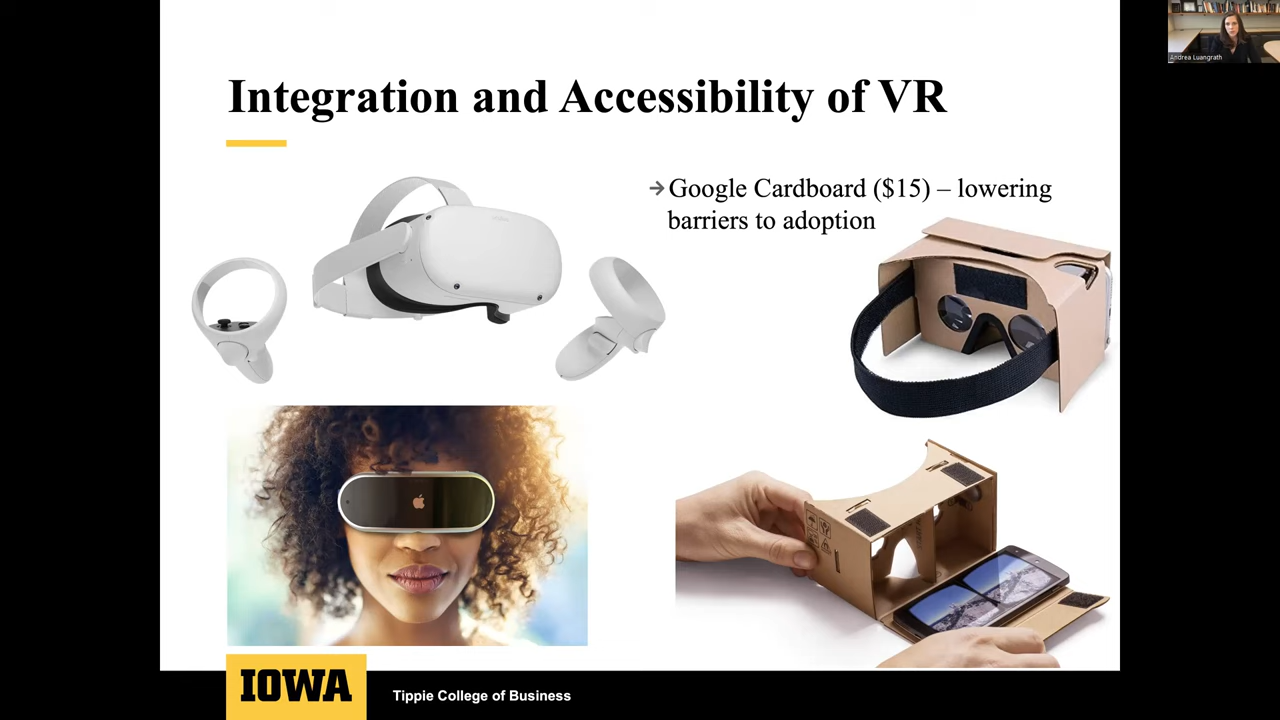 Andrea Luangrath
Integration and Accessibility of VR
Google Cardboard ($15) – lowering
barriers to adoption
IOWA
Tippie College of Business